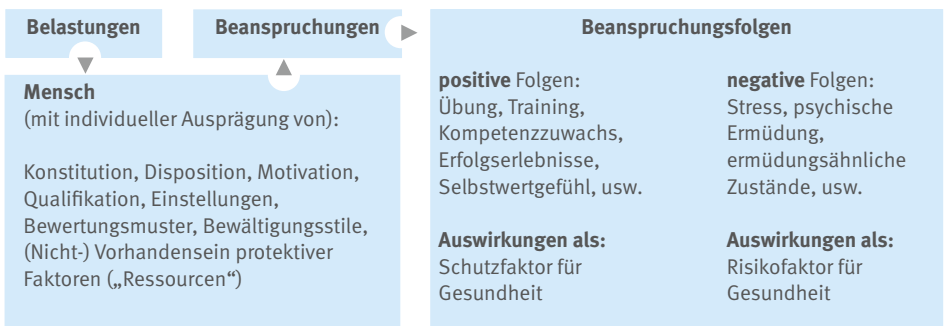 Belastungen
Beanspruchungen
Mensch
(mit individueller Ausprägung von):
Konstitution, Disposition, Motivation,
Qualifikation, Einstellungen,
Bewertungsmuster, Bewältigungsstile,
(Nicht-) Vorhandensein protektiver
Faktoren („Ressourcen“)
Beanspruchungsfolgen
positive Folgen:
Übung, Training,
Kompetenzzuwachs,
Erfolgserlebnisse,
Selbstwertgefühl, usw.
Auswirkungen als:
Schutzfaktor für
Gesundheit
negative Folgen:
Stress, psychische
Ermüdung,
ermüdungsähnliche
Zustände, usw.
Auswirkungen als:
Risikofaktor für
Gesundheit